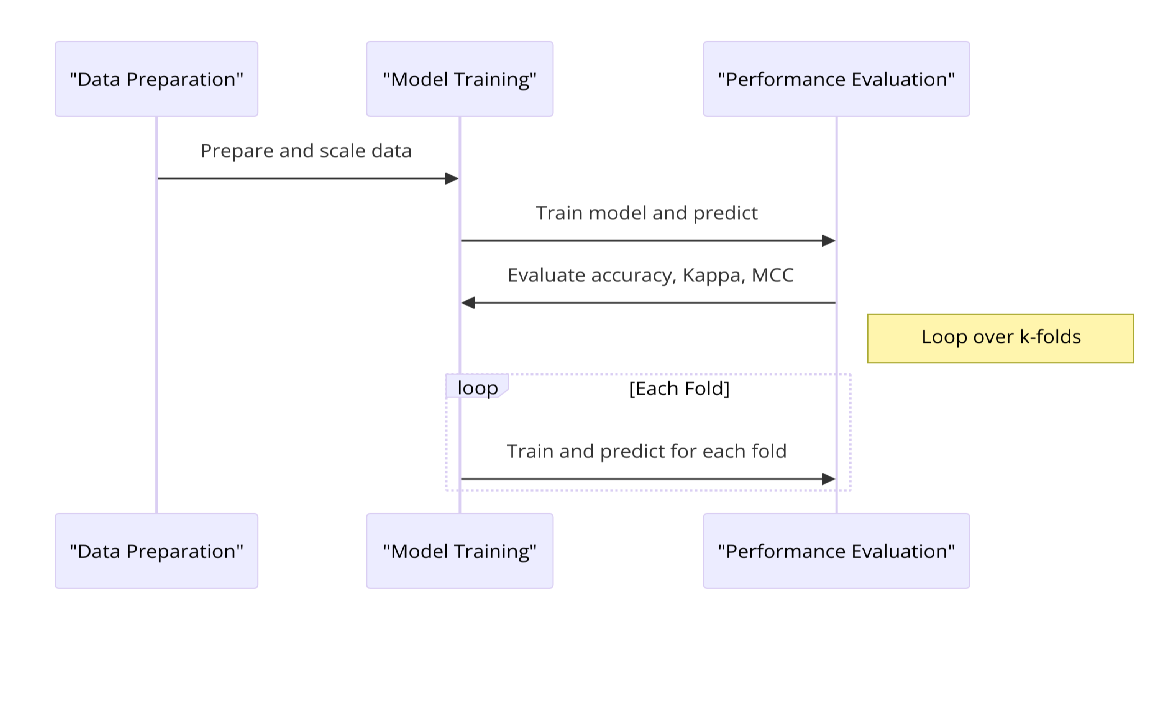 "Data Preparation"
"Model Training"
"Performance Evaluation"
Prepare and scale data
Train model and predict
Evaluate accuracy, Kappa, MCC
Loop over k-folds
loop
[Each Fold]
Train and predict for each fold
"Data Preparation"
"Model Training"
"Performance Evaluation"